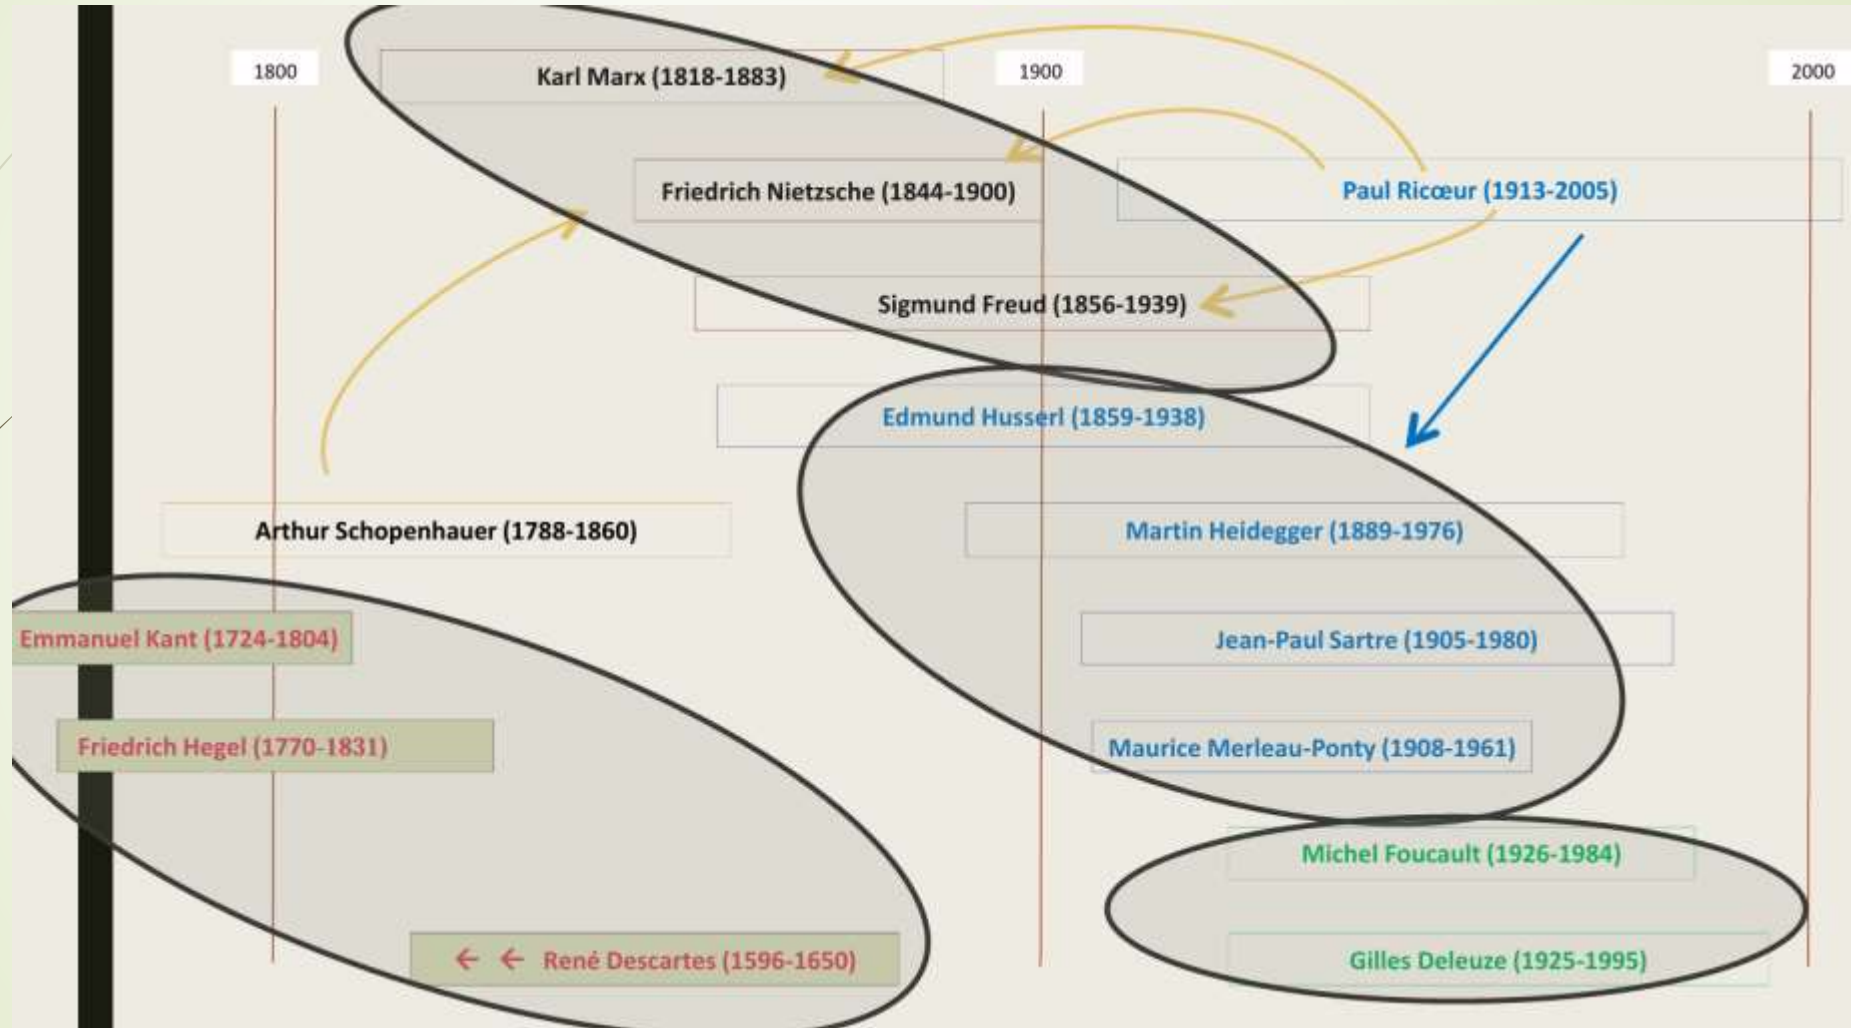 1800
1900
2000
Karl Marx (1818-1883)
Friedrich Nietzsche (1844-1900)
Paul Ricœur (1913-2005)
Sigmund Freud (1856-1939)
Edmund Husserl (1859-1938)
Arthur Schopenhauer (1788-1860)
Martin Heidegger (1889-1976)
Emmanuel Kant (1724-1804)
Jean-Paul Sartre (1905-1980)
Friedrich Hegel (1770-1831)
Maurice Merleau-Ponty (1908-1961)
Michel Foucault (1926-1984)
← ← René Descartes (1596-1650)
Gilles Deleuze (1925-1995)